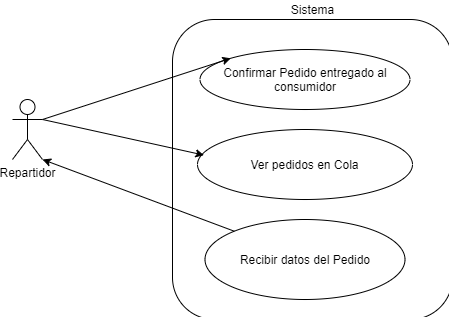 Sistema
Confirmar Pedido entregado al
consumidor
Repartidor
Ver pedidos en Cola
Recibir datos del Pedido